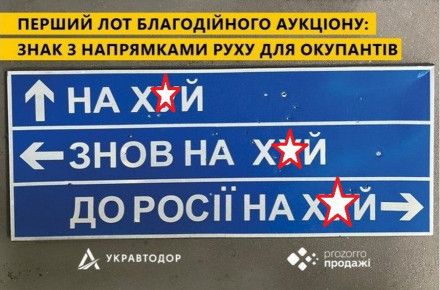 ПЕРШИЙ ЛОТ БЛАГОДІЙНОГО АУКЦІОНУ:
ЗНАК З НАПРЯМКАМИ РУХУ ДЛЯ ОКУПАНТІВ
↑ НА Х★Й
← ЗНОВ НА Х★Й
ДО РОСІЇ НА Х★Й →
УКРАВТОДОР
prozorro
продажі